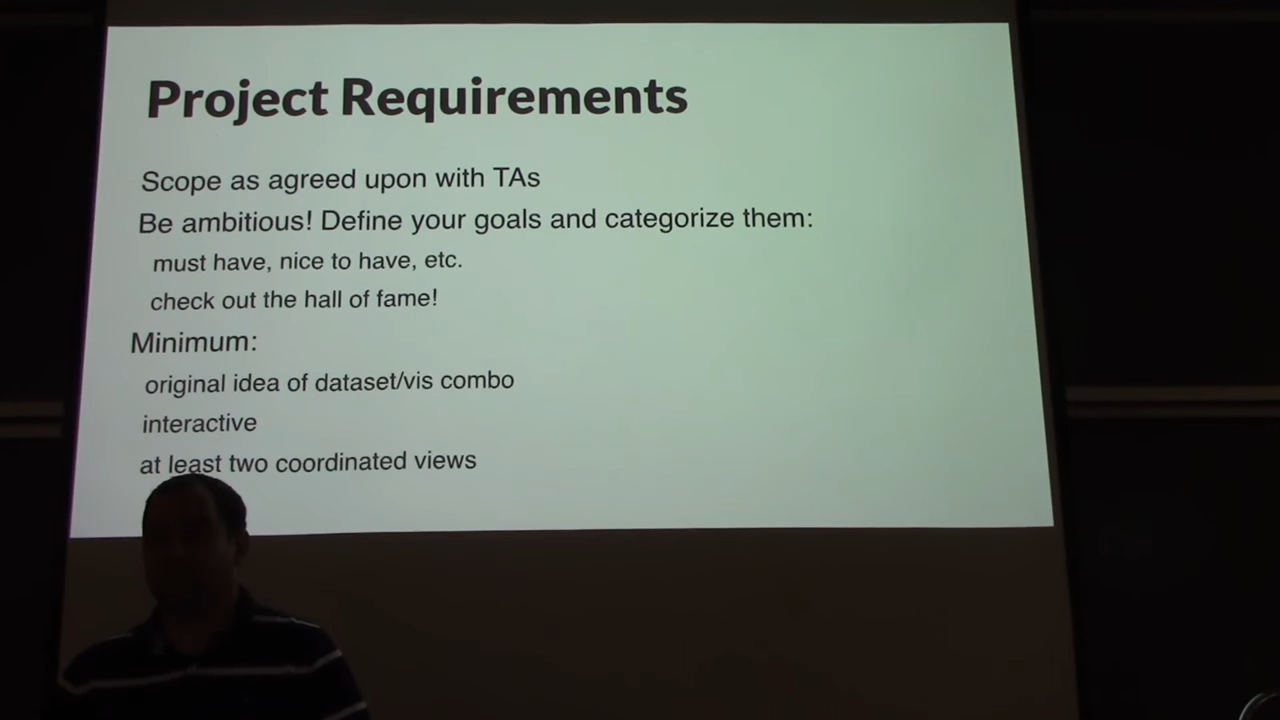 Project Requirements
Scope as agreed upon with TAs
Be ambitious! Define your goals and categorize them:
must have, nice to have, etc.
check out the hall of fame!
Minimum:
original idea of dataset/vis combo
interactive
at least two coordinated views